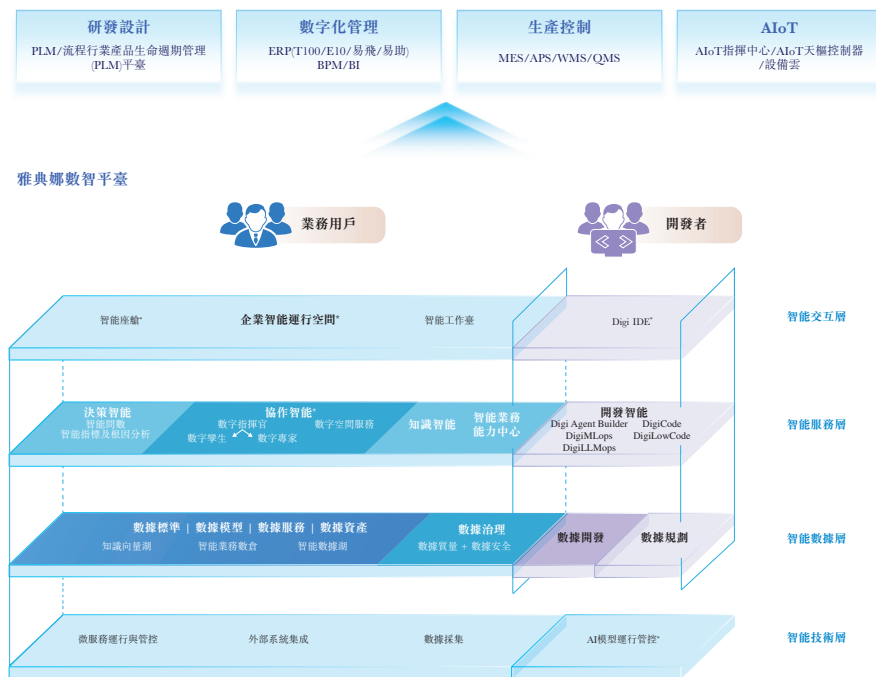 研發設計
PLM/流程行業產品生命週期管理
(PLM)平臺
數字化管理
ERP(T100/E10/易飛/易助)
BPM/BI
生產控制
MES/APS/WMS/QMS
AIoT
AIoT指揮中心/AIoT天樞控制器
/設備雲
雅典娜數智平臺
業務用戶
開發者
智能座艙*
企業智能運行空間*
智能工作臺
Digi IDE*
智能交互層
決策智能
智能問數
智能指標及根因分析
協作智能*
數字指揮官
數字空間服務
數字孿生
數字專家
知識智能
智能業務
能力中心
開發智能
Digi Agent Builder
DigiCode
DigiMLops
DigiLowCode
DigiLLMops
智能服務層
數據標準 | 數據模型 | 數據服務 | 數據資產
知識向量湖
智能業務數倉
智能數據湖
數據治理
數據質量 + 數據安全
數據開發
數據規劃
智能數據層
微服務運行與管控
外部系統集成
數據採集
AI模型運行管控*
智能技術層